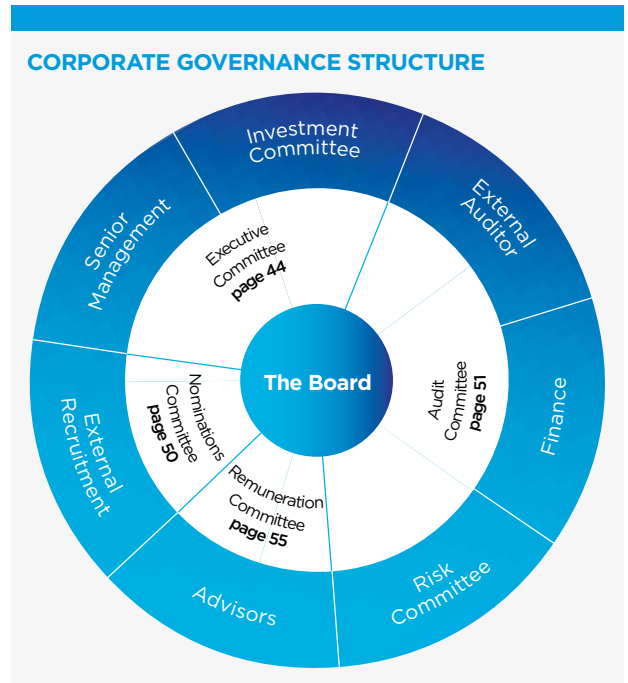 CORPORATE GOVERNANCE STRUCTURE
Investment
Committee
External
Auditor
Senior
Management
Executive
Committee
page 44
The Board
Audit
Committee
page 51
Finance
Nominations
Committee
page 50
External
Recruitment
Remuneration
Committee
page 55
Risk
Committee
Advisors